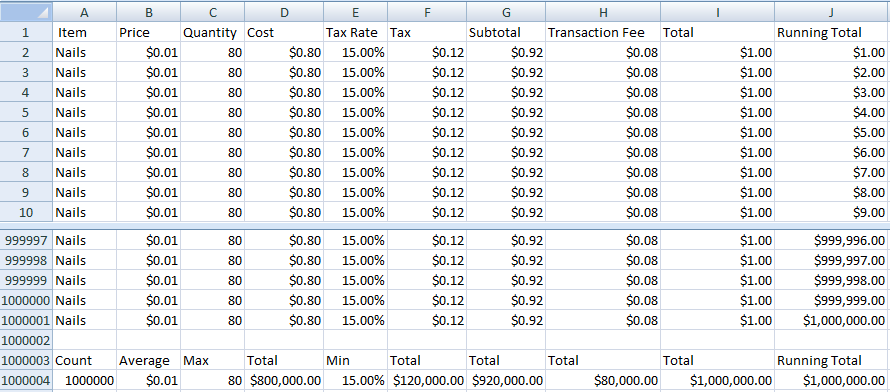 A B C D E F G H I J
1 Item Price Quantity Cost Tax Rate Tax Subtotal Transaction Fee Total Running Total
2 Nails $0.01 80 $0.80 15.00% $0.12 $0.92 $0.08 $1.00 $1.00
3 Nails $0.01 80 $0.80 15.00% $0.12 $0.92 $0.08 $1.00 $2.00
4 Nails $0.01 80 $0.80 15.00% $0.12 $0.92 $0.08 $1.00 $3.00
5 Nails $0.01 80 $0.80 15.00% $0.12 $0.92 $0.08 $1.00 $4.00
6 Nails $0.01 80 $0.80 15.00% $0.12 $0.92 $0.08 $1.00 $5.00
7 Nails $0.01 80 $0.80 15.00% $0.12 $0.92 $0.08 $1.00 $6.00
8 Nails $0.01 80 $0.80 15.00% $0.12 $0.92 $0.08 $1.00 $7.00
9 Nails $0.01 80 $0.80 15.00% $0.12 $0.92 $0.08 $1.00 $8.00
10 Nails $0.01 80 $0.80 15.00% $0.12 $0.92 $0.08 $1.00 $9.00
999997 Nails $0.01 80 $0.80 15.00% $0.12 $0.92 $0.08 $1.00 $999,996.00
999998 Nails $0.01 80 $0.80 15.00% $0.12 $0.92 $0.08 $1.00 $999,997.00
999999 Nails $0.01 80 $0.80 15.00% $0.12 $0.92 $0.08 $1.00 $999,998.00
1000000 Nails $0.01 80 $0.80 15.00% $0.12 $0.92 $0.08 $1.00 $999,999.00
1000001 Nails $0.01 80 $0.80 15.00% $0.12 $0.92 $0.08 $1.00 $1,000,000.00
1000002
1000003 Count Average Max Total Min Total Total Total Total Running Total
1000004 1000000 $0.01 80 $800,000.00 15.00% $120,000.00 $920,000.00 $80,000.00 $1,000,000.00 $1,000,000.00